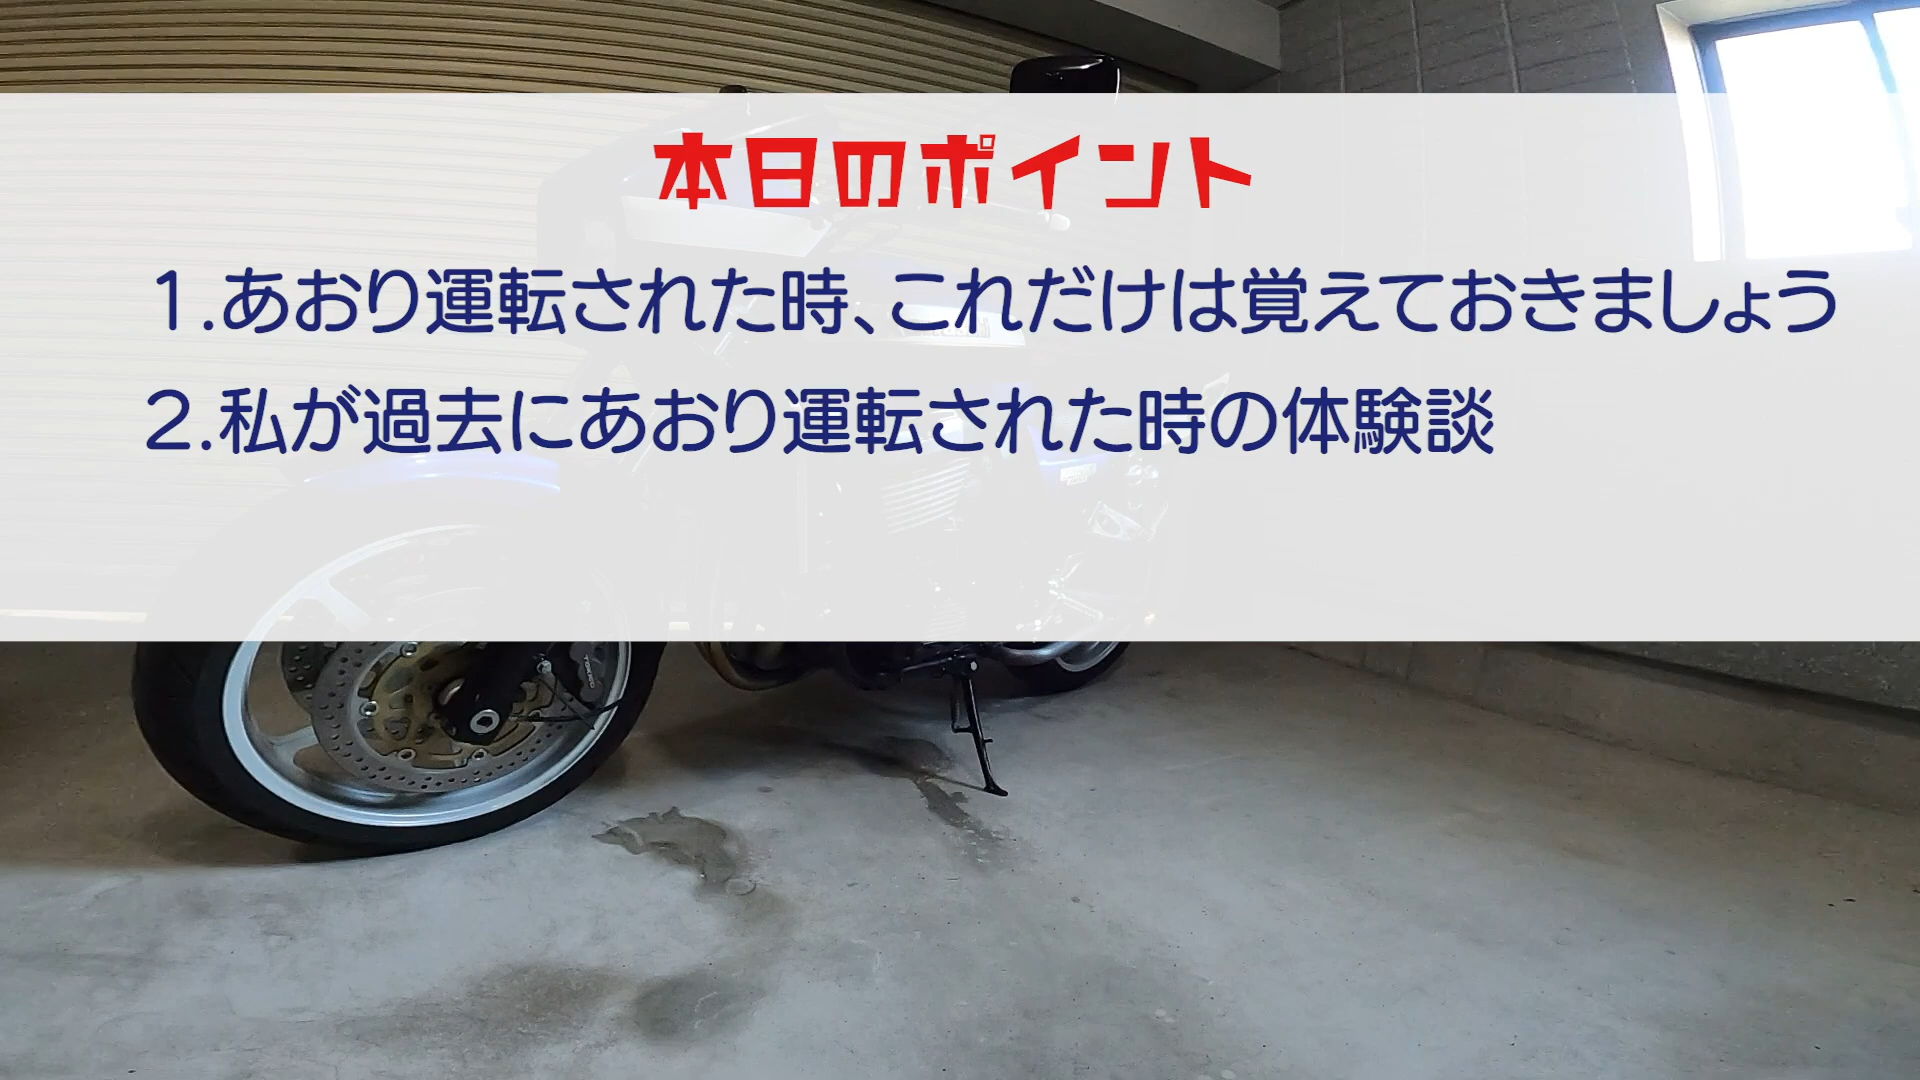 本日のポイント
1.あおり運転された時、これだけは覚えておきましょう
2.私が過去にあおり運転された時の体験談